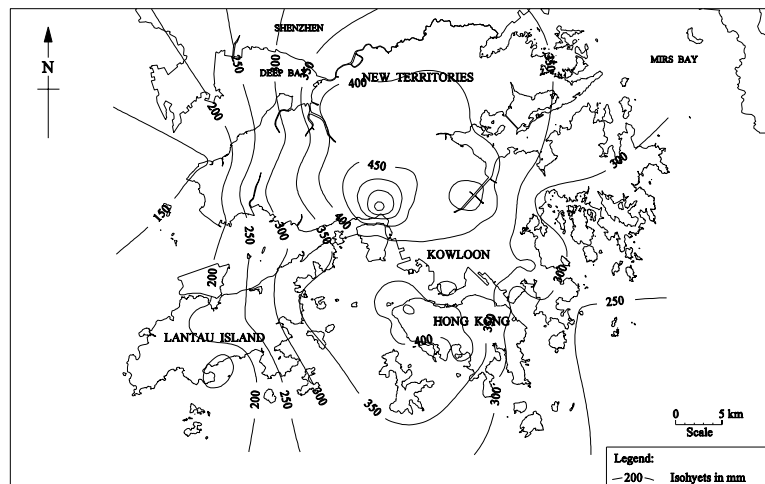 SHENZHEN
250
300
DEEP BAY
NEW TERRITORIES
MIRS BAY
N
400
200
450
300
150
400
250
300
350
KOWLOON
200
200
250
HONG KONG
LANTAU ISLAND
400
200
250
300
350
300
0 5 km
Scale
Legend:
200 Isohyets in mm